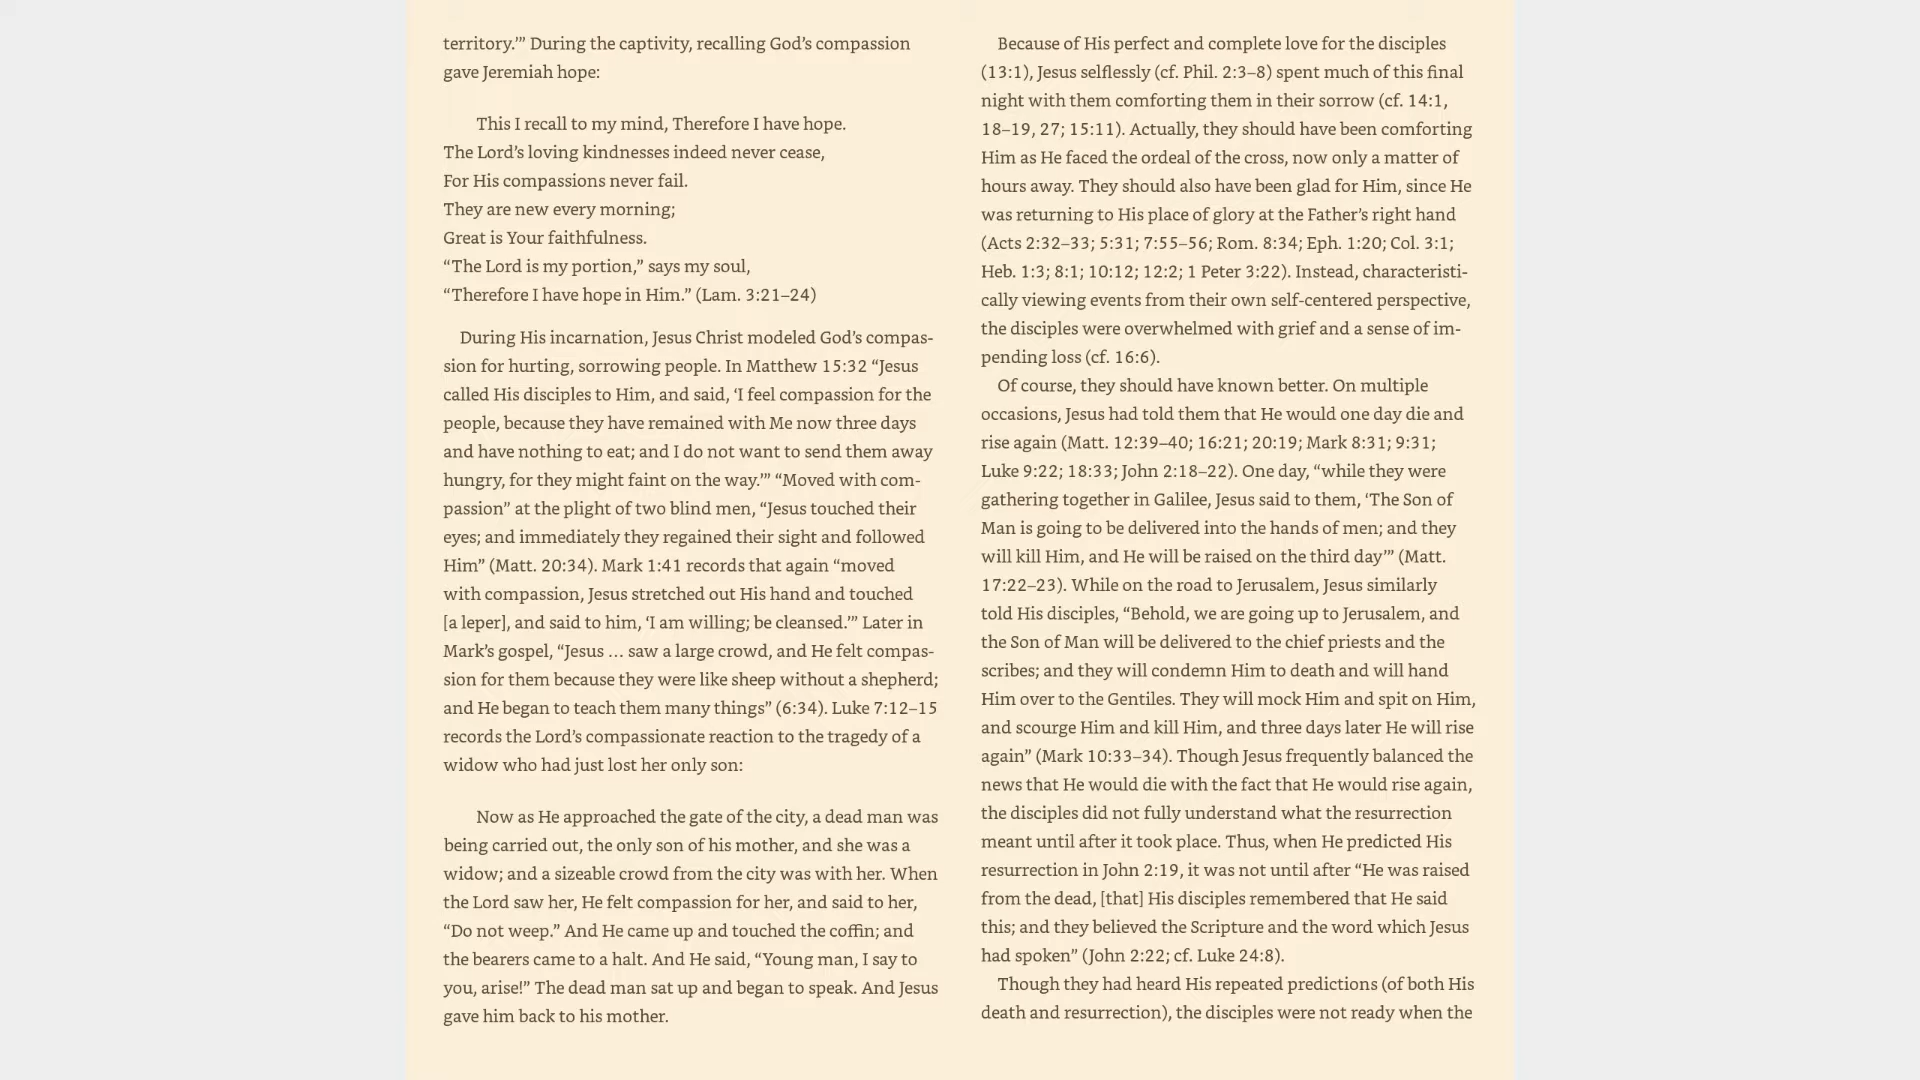 territory.’” During the captivity, recalling God’s compassion
gave Jeremiah hope:
This I recall to my mind, Therefore I have hope.
The Lord’s loving kindnesses indeed never cease,
For His compassions never fail.
They are new every morning;
Great is Your faithfulness.
“The Lord is my portion,” says my soul,
“Therefore I have hope in Him.” (Lam. 3:21–24)
During His incarnation, Jesus Christ modeled God’s compas-
sion for hurting, sorrowing people. In Matthew 15:32 “Jesus
called His disciples to Him, and said, ‘I feel compassion for the
people, because they have remained with Me now three days
and have nothing to eat; and I do not want to send them away
hungry, for they might faint on the way.’” “Moved with com-
passion” at the plight of two blind men, “Jesus touched their
eyes; and immediately they regained their sight and followed
Him” (Matt. 20:34). Mark 1:41 records that again “moved
with compassion, Jesus stretched out His hand and touched
[a leper], and said to him, ‘I am willing; be cleansed.’” Later in
Mark’s gospel, “Jesus … saw a large crowd, and He felt compas-
sion for them because they were like sheep without a shepherd;
and He began to teach them many things” (6:34). Luke 7:12–15
records the Lord’s compassionate reaction to the tragedy of a
widow who had just lost her only son:
Now as He approached the gate of the city, a dead man was
being carried out, the only son of his mother, and she was a
widow; and a sizeable crowd from the city was with her. When
the Lord saw her, He felt compassion for her, and said to her,
“Do not weep.” And He came up and touched the coffin; and
the bearers came to a halt. And He said, “Young man, I say to
you, arise!” The dead man sat up and began to speak. And Jesus
gave him back to his mother.
Because of His perfect and complete love for the disciples
(13:1), Jesus selflessly (cf. Phil. 2:3–8) spent much of this final
night with them comforting them in their sorrow (cf. 14:1,
18–19, 27; 15:11). Actually, they should have been comforting
Him as He faced the ordeal of the cross, now only a matter of
hours away. They should also have been glad for Him, since He
was returning to His place of glory at the Father’s right hand
(Acts 2:32–33; 5:31; 7:55–56; Rom. 8:34; Eph. 1:20; Col. 3:1;
Heb. 1:3; 8:1; 10:12; 12:2; 1 Peter 3:22). Instead, characteristi-
cally viewing events from their own self-centered perspective,
the disciples were overwhelmed with grief and a sense of im-
pending loss (cf. 16:6).
Of course, they should have known better. On multiple
occasions, Jesus had told them that He would one day die and
rise again (Matt. 12:39–40; 16:21; 20:19; Mark 8:31; 9:31;
Luke 9:22; 18:33; John 2:18–22). One day, “while they were
gathering together in Galilee, Jesus said to them, ‘The Son of
Man is going to be delivered into the hands of men; and they
will kill Him, and He will be raised on the third day’” (Matt.
17:22–23). While on the road to Jerusalem, Jesus similarly
told His disciples, “Behold, we are going up to Jerusalem, and
the Son of Man will be delivered to the chief priests and the
scribes; and they will condemn Him to death and will hand
Him over to the Gentiles. They will mock Him and spit on Him,
and scourge Him and kill Him, and three days later He will rise
again” (Mark 10:33–34). Though Jesus frequently balanced the
news that He would die with the fact that He would rise again,
the disciples did not fully understand what the resurrection
meant until after it took place. Thus, when He predicted His
resurrection in John 2:19, it was not until after “He was raised
from the dead, [that] His disciples remembered that He said
this; and they believed the Scripture and the word which Jesus
had spoken” (John 2:22; cf. Luke 24:8).
Though they had heard His repeated predictions (of both His
death and resurrection), the disciples were not ready when the